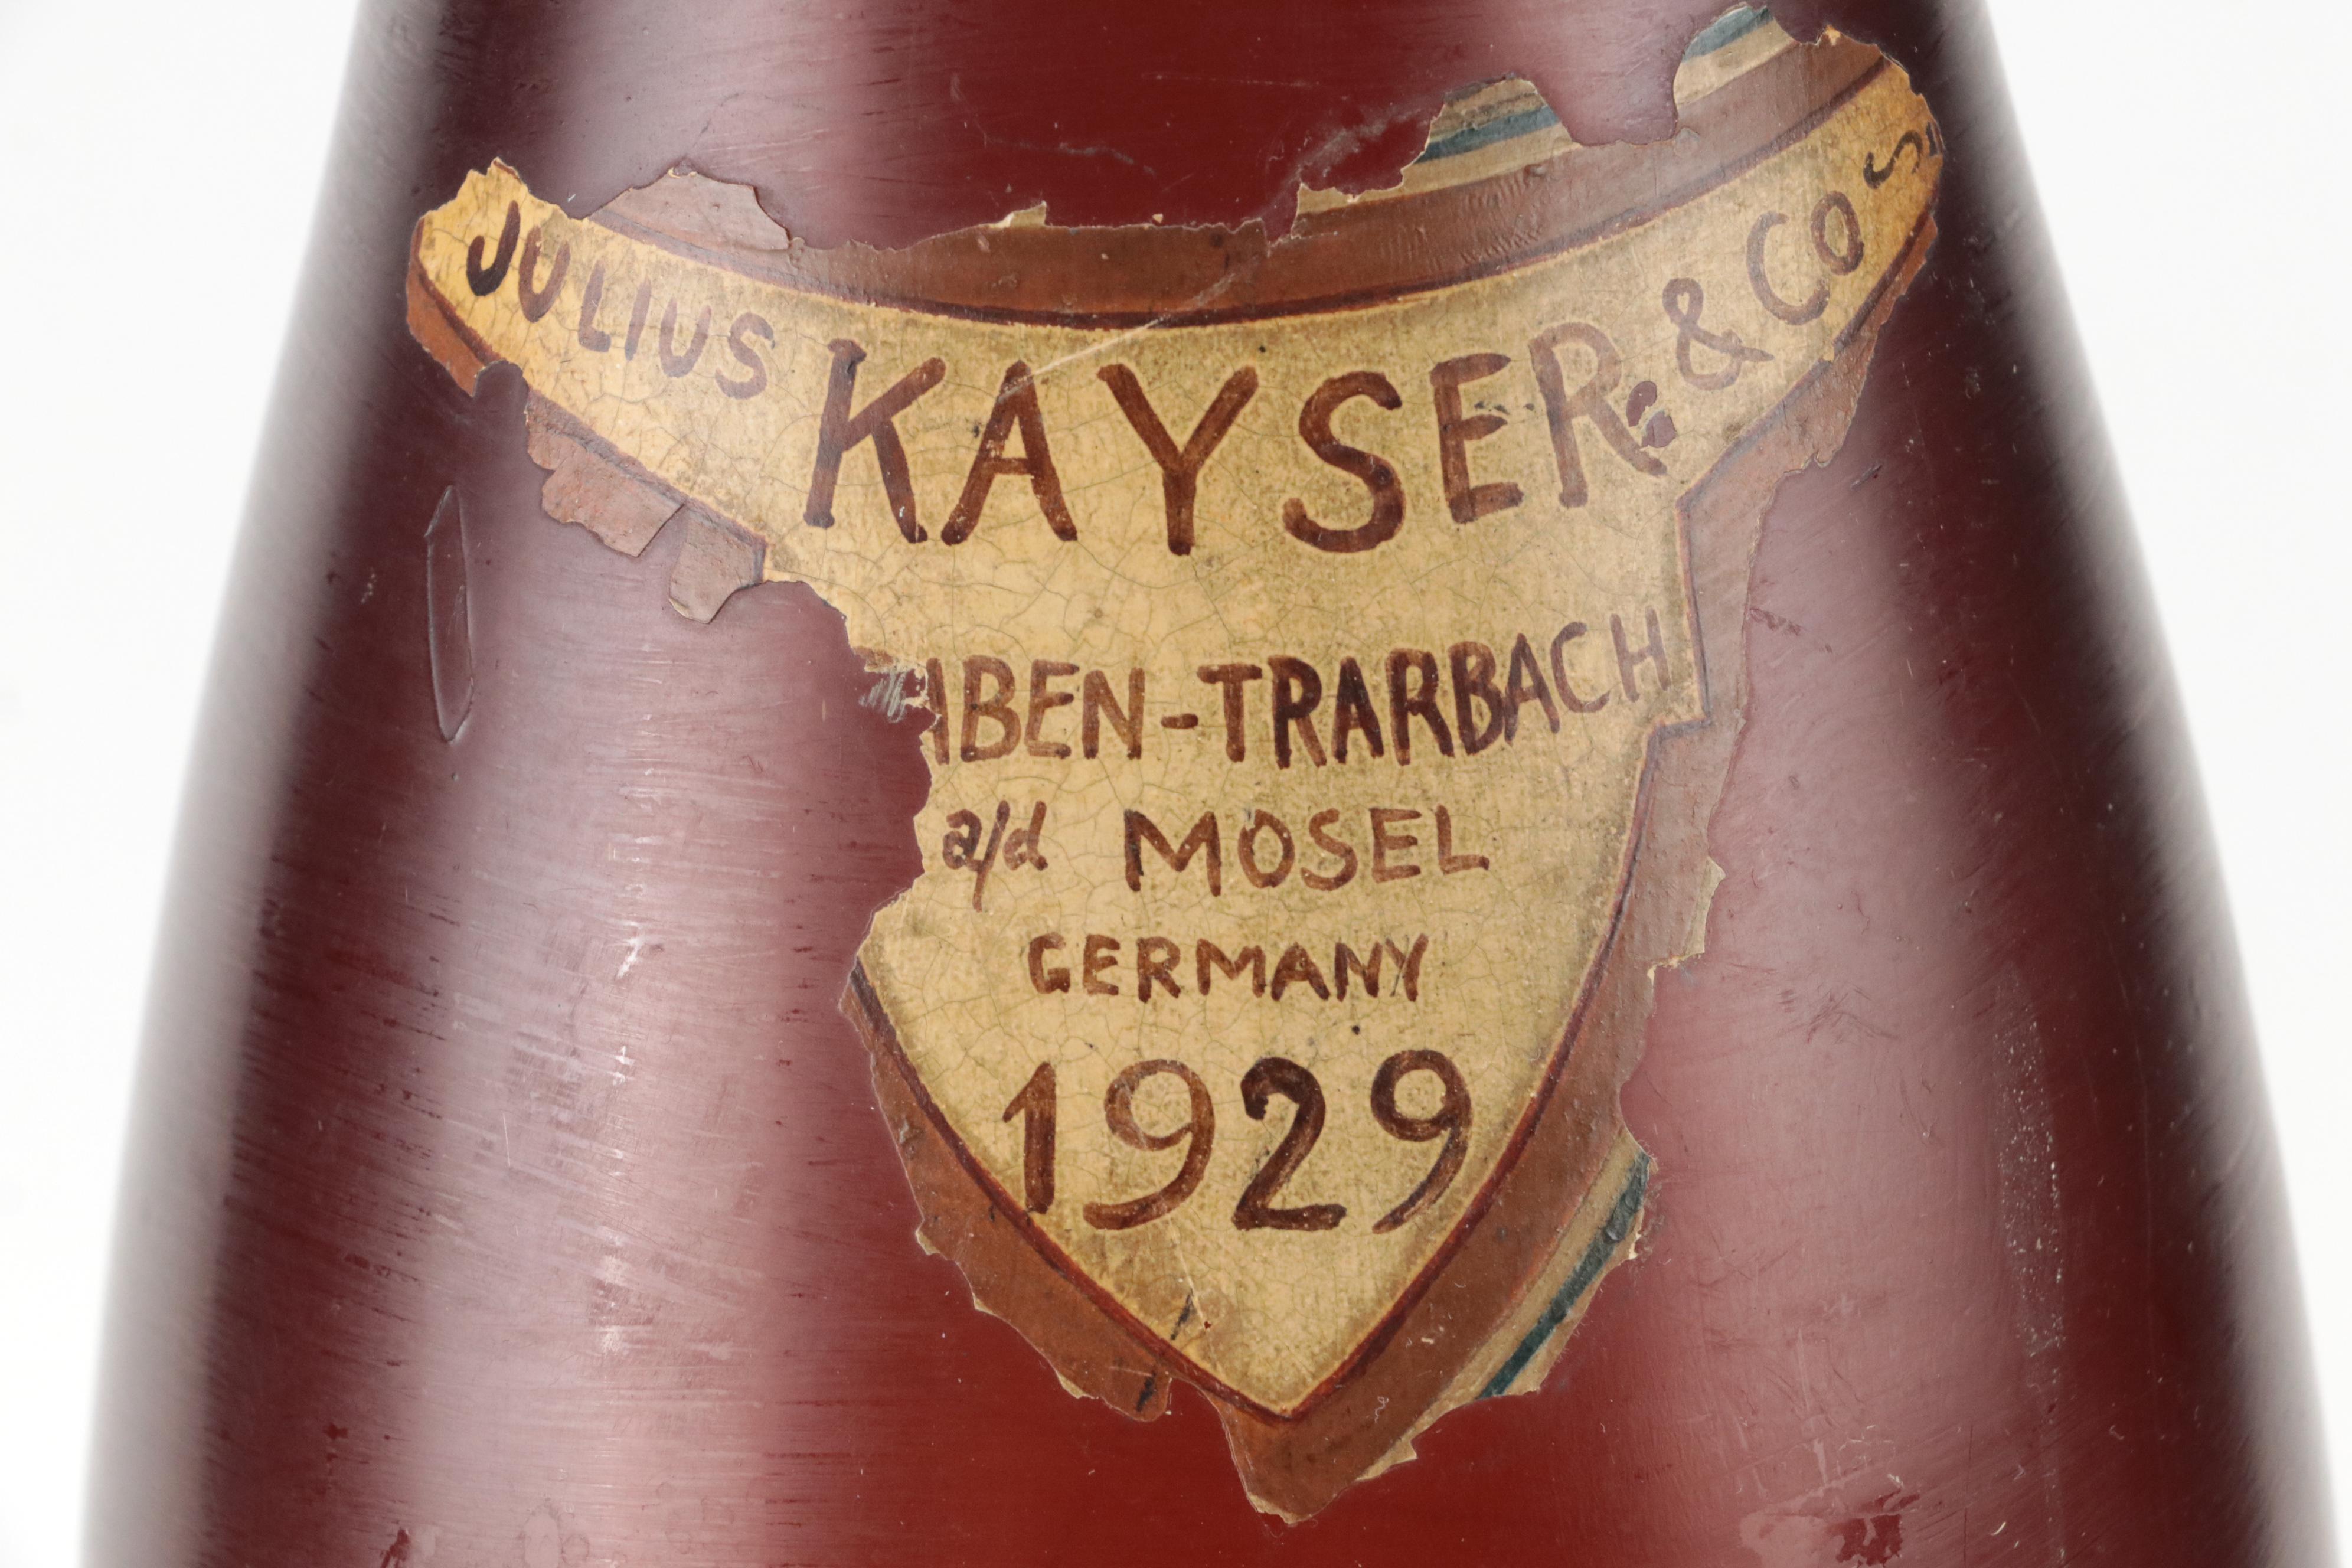 JULIUS KAYSER & CO
ABEN-TRARBACH
a/d MOSEL
GERMANY
1929